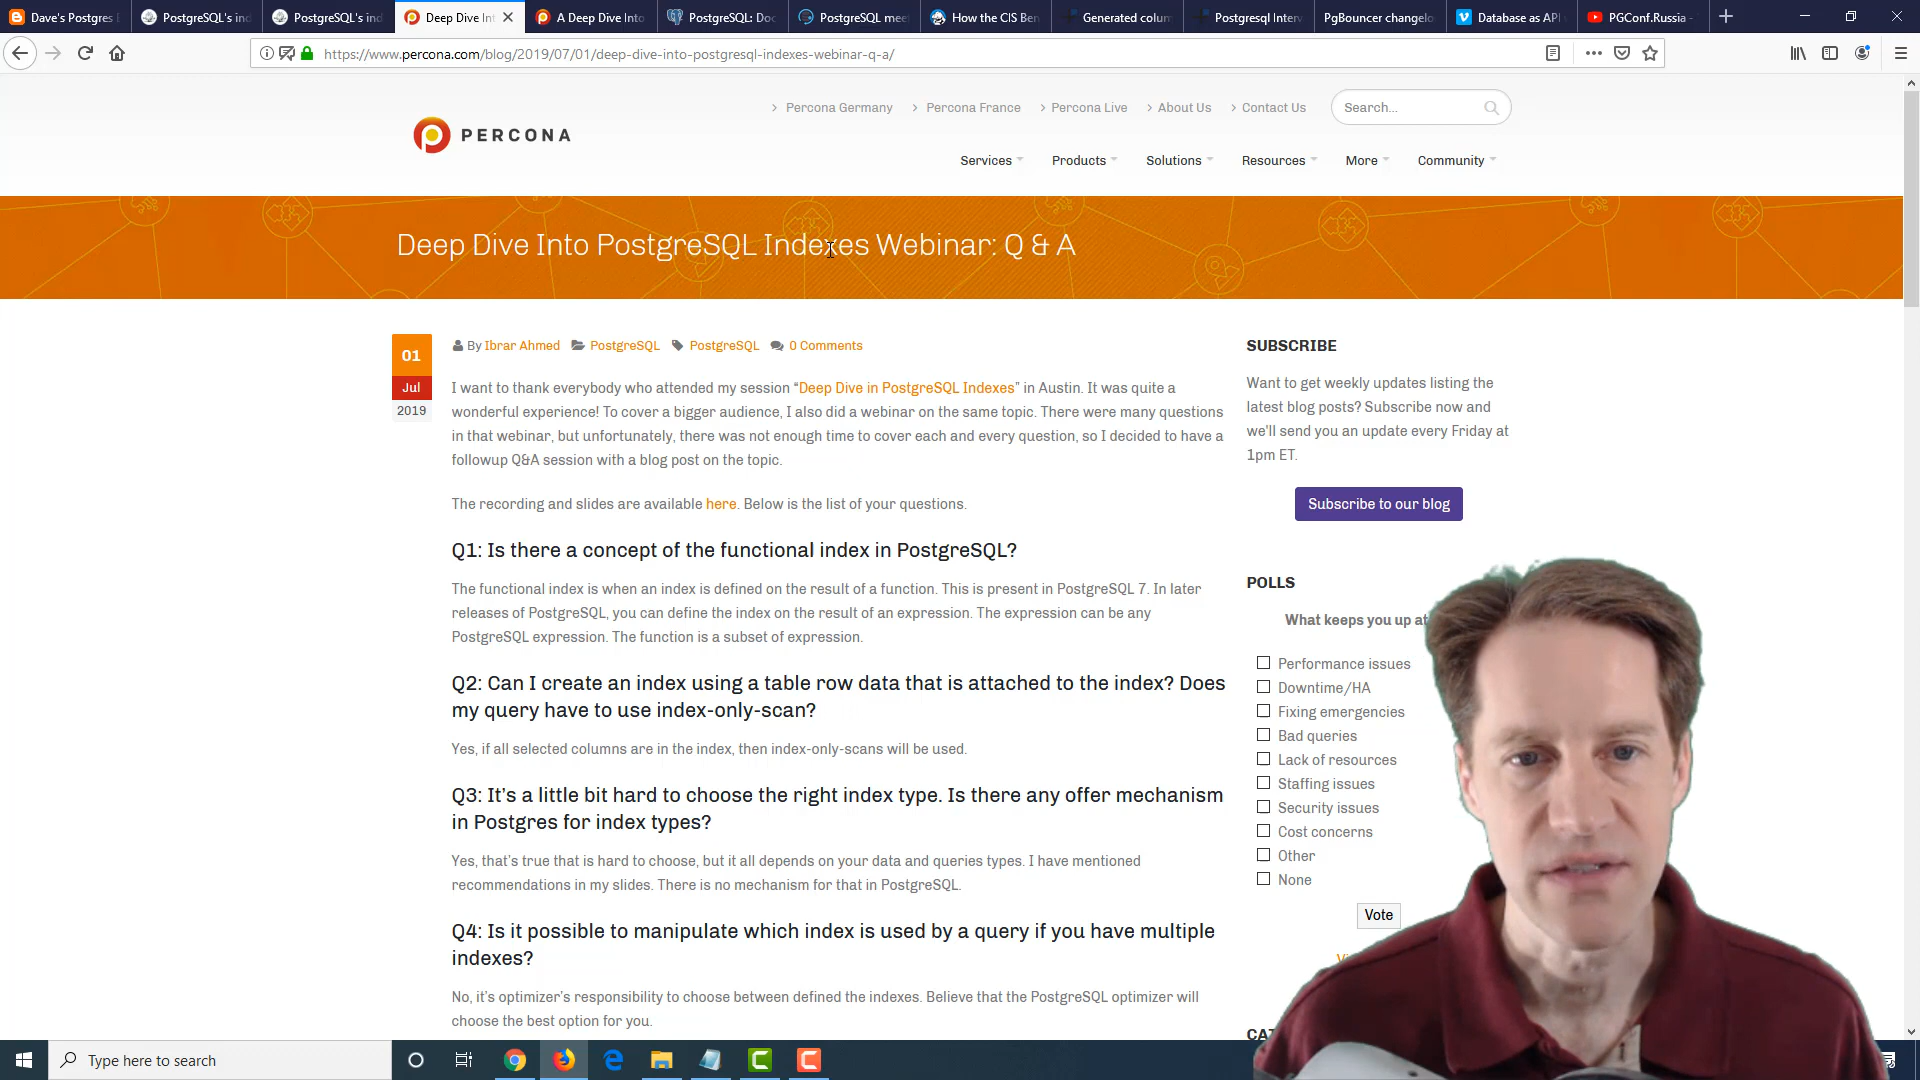 Dave's Postgres
PostgreSQL's ind
PostgreSQL's ind
Deep Dive Int
A Deep Dive Into
PostgreSQL: Doc
PostgreSQL meet
How the CIS Ben
Generated colum
Postgresql Interv
PgBouncer changelo
Database as API
PGConf.Russia -
https://www.percona.com/blog/2019/07/01/deep-dive-into-postgresql-indexes-webinar-q-a/
Percona Germany
Percona France
Percona Live
About Us
Contact Us
Search...
PERCONA
Services
Products
Solutions
Resources
More
Community
Deep Dive Into PostgreSQL Indexes Webinar: Q & A
01
Jul
2019
By Ibrar Ahmed PostgreSQL PostgreSQL 0 Comments
I want to thank everybody who attended my session “Deep Dive in PostgreSQL Indexes” in Austin. It was quite a
wonderful experience! To cover a bigger audience, I also did a webinar on the same topic. There were many questions
in that webinar, but unfortunately, there was not enough time to cover each and every question, so I decided to have a
followup Q&A session with a blog post on the topic.
The recording and slides are available here. Below is the list of your questions.
Q1: Is there a concept of the functional index in PostgreSQL?
The functional index is when an index is defined on the result of a function. This is present in PostgreSQL 7. In later
releases of PostgreSQL, you can define the index on the result of an expression. The expression can be any
PostgreSQL expression. The function is a subset of expression.
Q2: Can I create an index using a table row data that is attached to the index? Does
my query have to use index-only-scan?
Yes, if all selected columns are in the index, then index-only-scans will be used.
Q3: It’s a little bit hard to choose the right index type. Is there any offer mechanism
in Postgres for index types?
Yes, that’s true that is hard to choose, but it all depends on your data and queries types. I have mentioned
recommendations in my slides. There is no mechanism for that in PostgreSQL.
Q4: Is it possible to manipulate which index is used by a query if you have multiple
indexes?
No, it’s optimizer’s responsibility to choose between defined the indexes. Believe that the PostgreSQL optimizer will
choose the best option for you.
SUBSCRIBE
Want to get weekly updates listing the
latest blog posts? Subscribe now and
we'll send you an update every Friday at
1pm ET.
Subscribe to our blog
POLLS
What keeps you up at
Performance issues
Downtime/HA
Fixing emergencies
Bad queries
Lack of resources
Staffing issues
Security issues
Cost concerns
Other
None
Vote
Type here to search